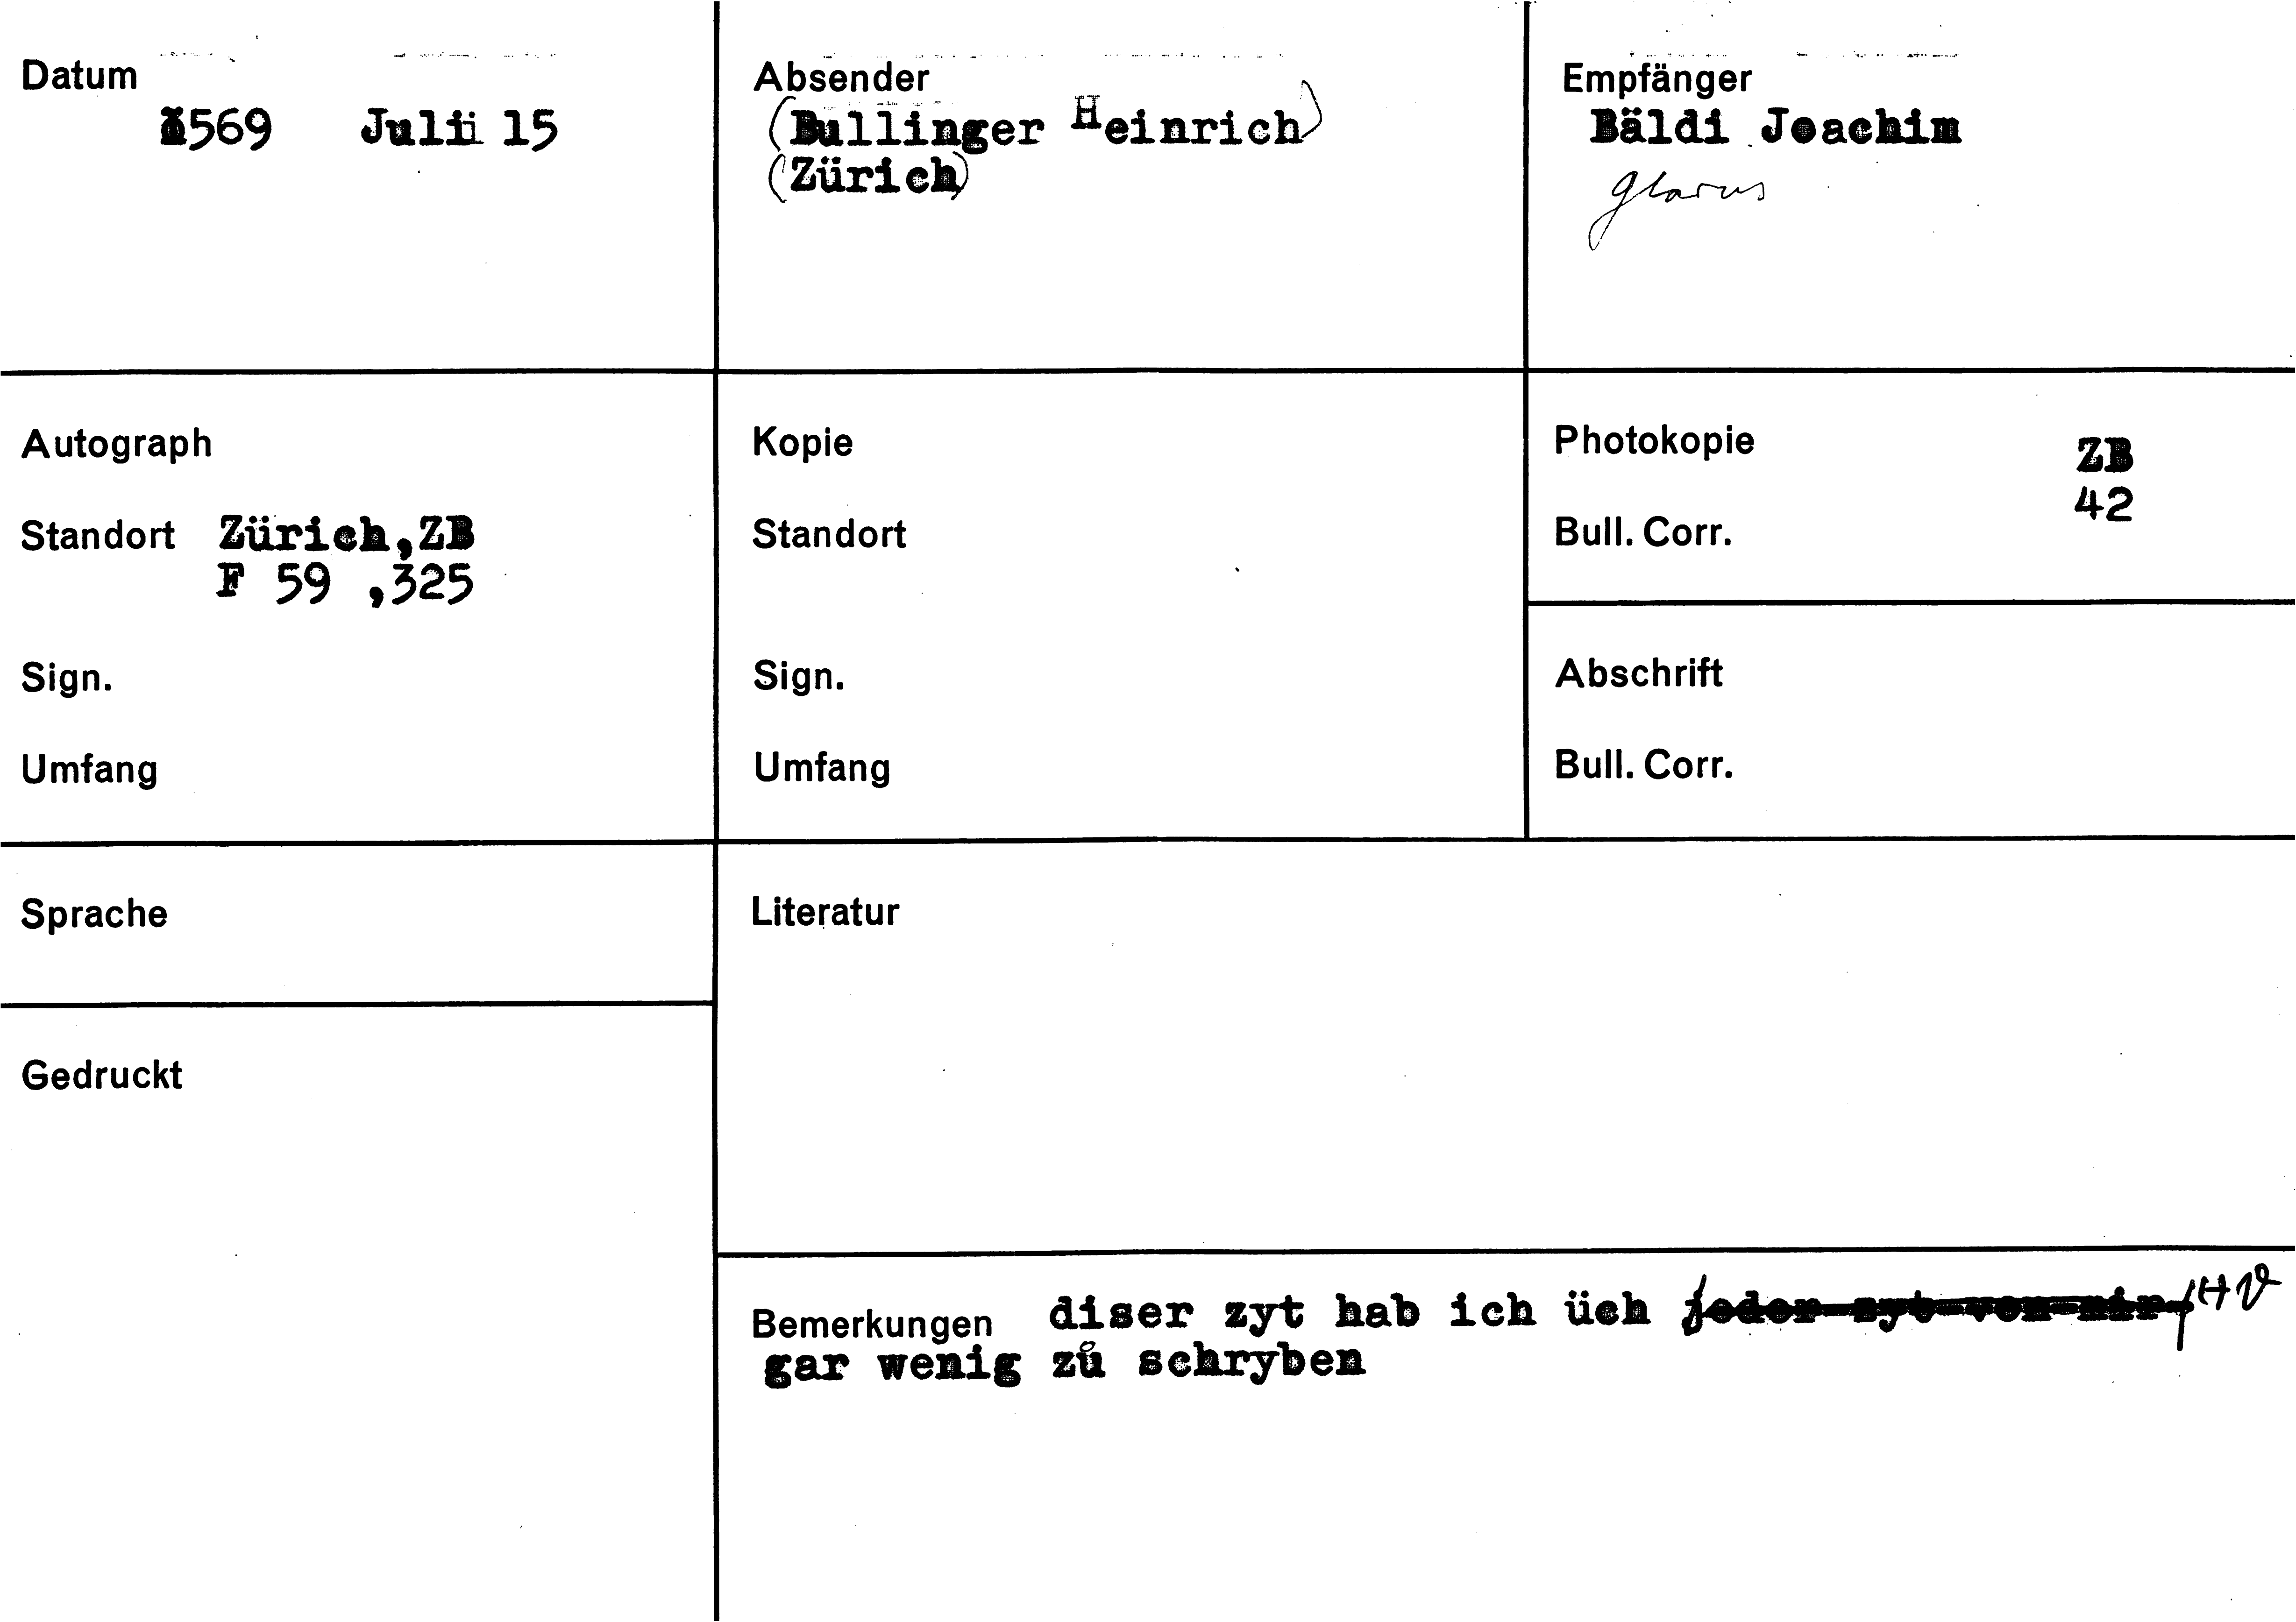 Datum
1569 Juli 15
Absender
(Bullinger Heinrich)
(Zürich)
Empfänger
Bäldi Joachim
Glarus
Autograph
Standort Zürich,ZB
F 59 ,325
Sign.
Umfang
Kopie
Standort
Sign.
Umfang
Photokopie ZB
Bull. Corr. 42
Abschrift
Bull. Corr.
Sprache
Gedruckt
Literatur
Bemerkungen diser zyt hab ich üch jeder zyt von mir
gar wenig zů schryben